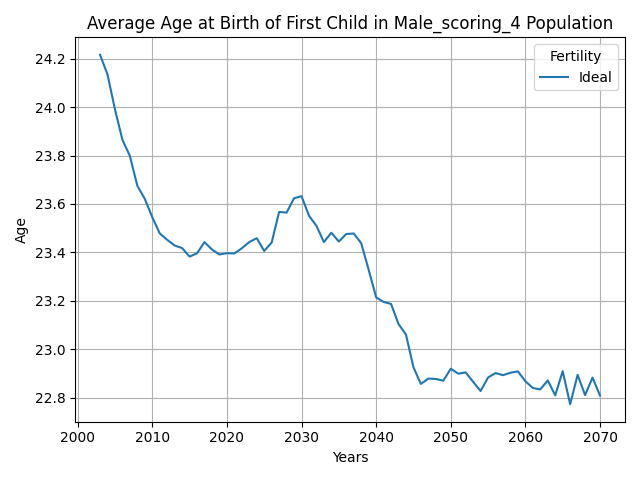 Average Age at Birth of First Child in Male_scoring_4 Population
Fertility
Ideal
24.2
24.0
23.8
23.6
23.4
23.2
23.0
22.8
Age
2000 2010 2020 2030 2040 2050 2060 2070
Years